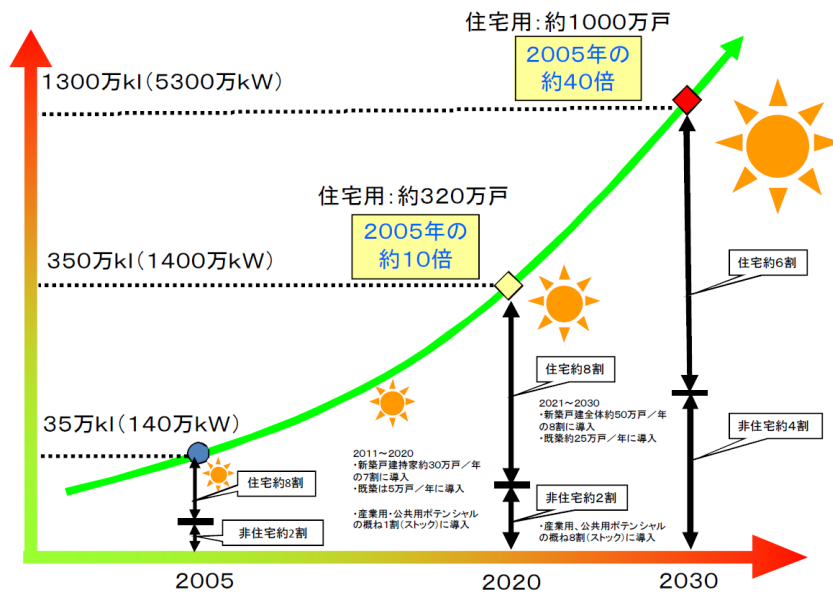 住宅用：約1000万戸
2005年の
約40倍
1300万kl（5300万kW）
住宅用：約320万戸
2005年の
約10倍
350万kl（1400万kW）
住宅約6割
住宅約8割
2021～2030
・新築戸建全体約50万戸／年
の8割に導入
・既築約25万戸／年に導入
非住宅約4割
35万kl（140万kW）
2011～2020
・新築戸建持家約30万戸／年
の7割に導入
・既築は5万戸／年に導入
・産業用・公共用ポテンシャル
の概ね1割（ストック）に導入
住宅約8割
非住宅約2割
非住宅約2割
・産業用、公共用ポテンシャル
の概ね8割（ストック）に導入
2005
2020
2030